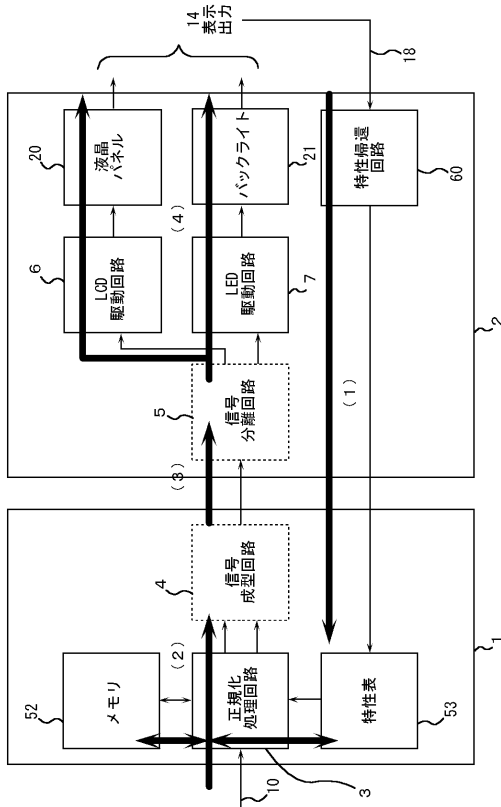 14
表示
出力
18
20
液晶
パネル
バックライト
21
特性帰還
回路
60
(4)
6
LCD
駆動回路
LED
駆動回路
7
2
(1)
5
信号
分離回路
(3)
4
信号
成型回路
(2)
1
52
メモリ
正規化
処理回路
特性表
53
10
3